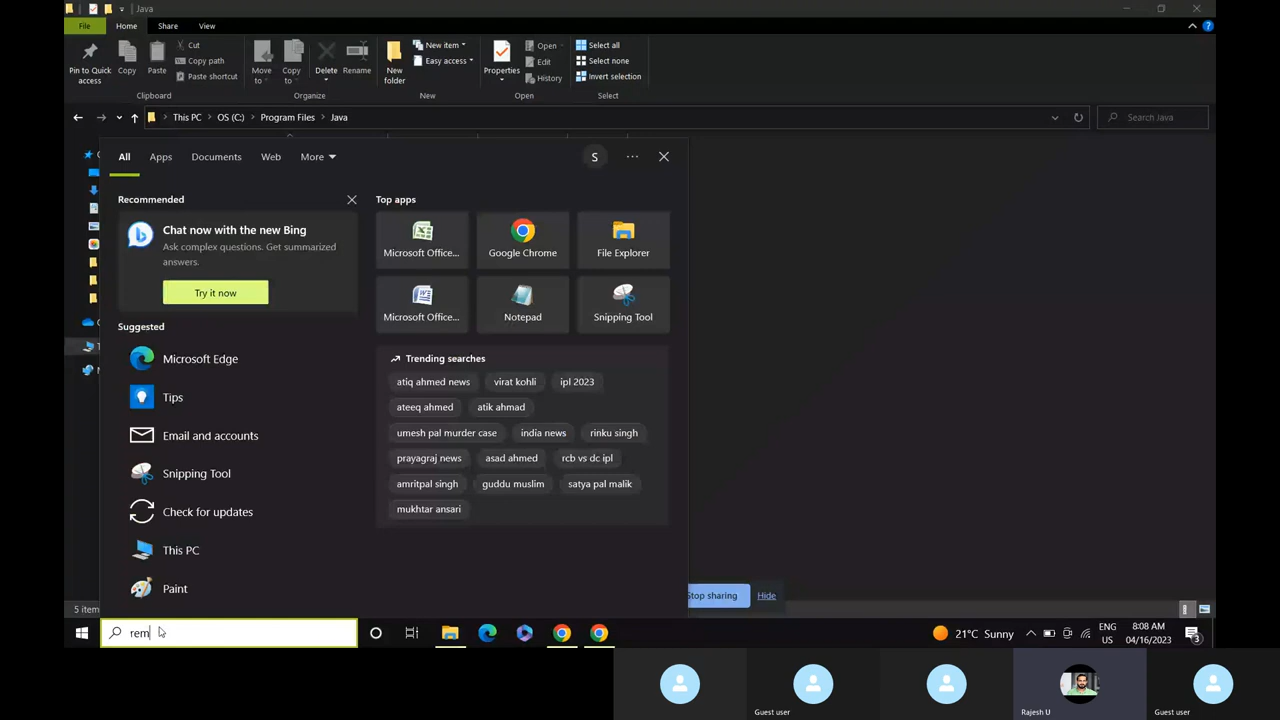 Java
File Home Share View
Pin to Quick access
Copy
Paste
Cut
Copy path
Paste shortcut
Clipboard
Move to
Copy to
Delete
Rename
Organize
New folder
New item
Easy access
New
Properties
Open
Edit
History
Open
Select all
Select none
Invert selection
Select
This PC OS (C:) Program Files Java
Search Java
All Apps Documents Web More
S
Recommended
Chat now with the new Bing
Ask complex questions. Get summarized
answers.
Try it now
Suggested
Microsoft Edge
Tips
Email and accounts
Snipping Tool
Check for updates
This PC
Paint
Top apps
Microsoft Office...
Google Chrome
File Explorer
Microsoft Office...
Notepad
Snipping Tool
Trending searches
atiq ahmed news virat kohli ipl 2023
ateeq ahmed atik ahmad
umesh pal murder case india news rinku singh
prayagraj news asad ahmed rcb vs dc ipl
amritpal singh guddu muslim satya pal malik
mukhtar ansari
Stop sharing Hide
5 item
rem
21°C Sunny
ENG
US
8:08 AM
04/16/2023
3
Guest user
Rajesh U
Guest user